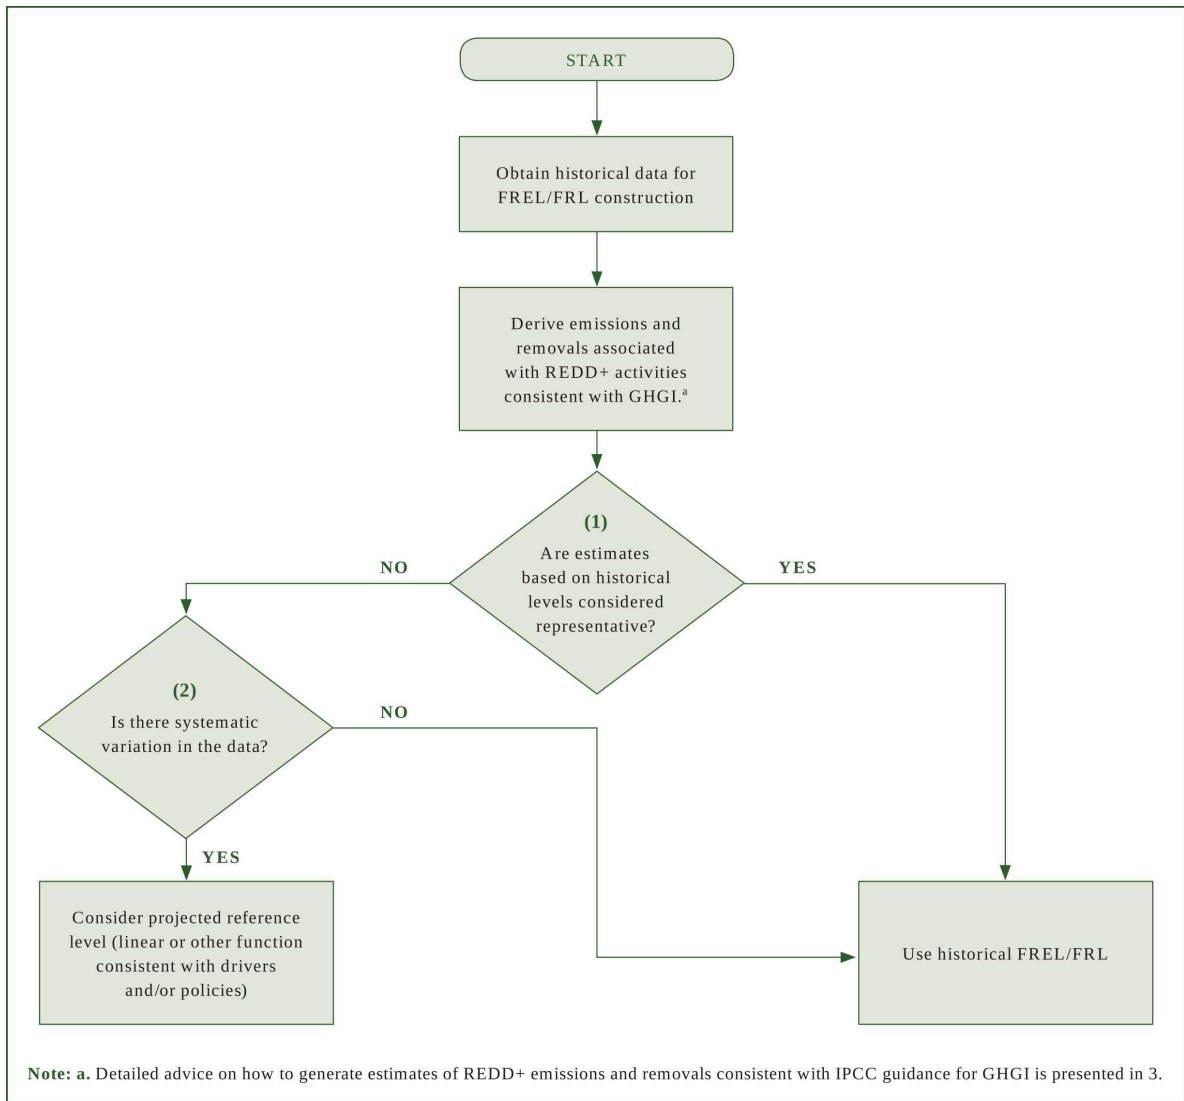 START
Obtain historical data for
FREL/FRL construction
Derive emissions and
removals associated
with REDD+ activities
consistent with GHGI.ᵃ
(1)
Are estimates
based on historical
levels considered
representative?
NO
YES
(2)
Is there systematic
variation in the data?
NO
YES
Consider projected reference
level (linear or other function
consistent with drivers
and/or policies)
Use historical FREL/FRL
Note: a. Detailed advice on how to generate estimates of REDD+ emissions and removals consistent with IPCC guidance for GHGI is presented in 3.